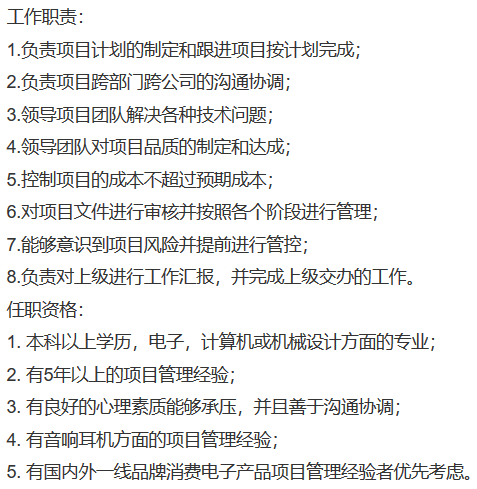 工作职责：
1.负责项目计划的制定和跟进项目按计划完成；
2.负责项目跨部门跨公司的沟通协调；
3.领导项目团队解决各种技术问题；
4.领导团队对项目品质的制定和达成；
5.控制项目的成本不超过预期成本；
6.对项目文件进行审核并按照各个阶段进行管理；
7.能够意识到项目风险并提前进行管控；
8.负责对上级进行工作汇报，并完成上级交办的工作。
任职资格：
1. 本科以上学历，电子，计算机或机械设计方面的专业；
2. 有5年以上的项目管理经验；
3. 有良好的心理素质能够承压，并且善于沟通协调；
4. 有音响耳机方面的项目管理经验；
5. 有国内外一线品牌消费电子产品项目管理经验者优先考虑。